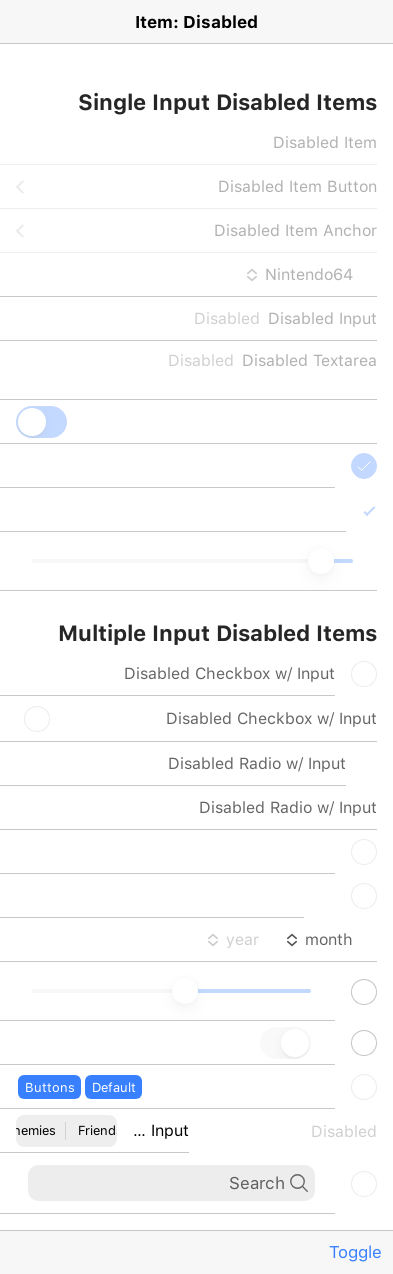 Item: Disabled
Single Input Disabled Items
Disabled Item
Disabled Item Button
Disabled Item Anchor
Nintendo64
Disabled Disabled Input
Disabled Disabled Textarea
Multiple Input Disabled Items
Disabled Checkbox w/ Input
Disabled Checkbox w/ Input
Disabled Radio w/ Input
Disabled Radio w/ Input
year month
Buttons Default
nemies Friend ... Input Disabled
Search
Toggle